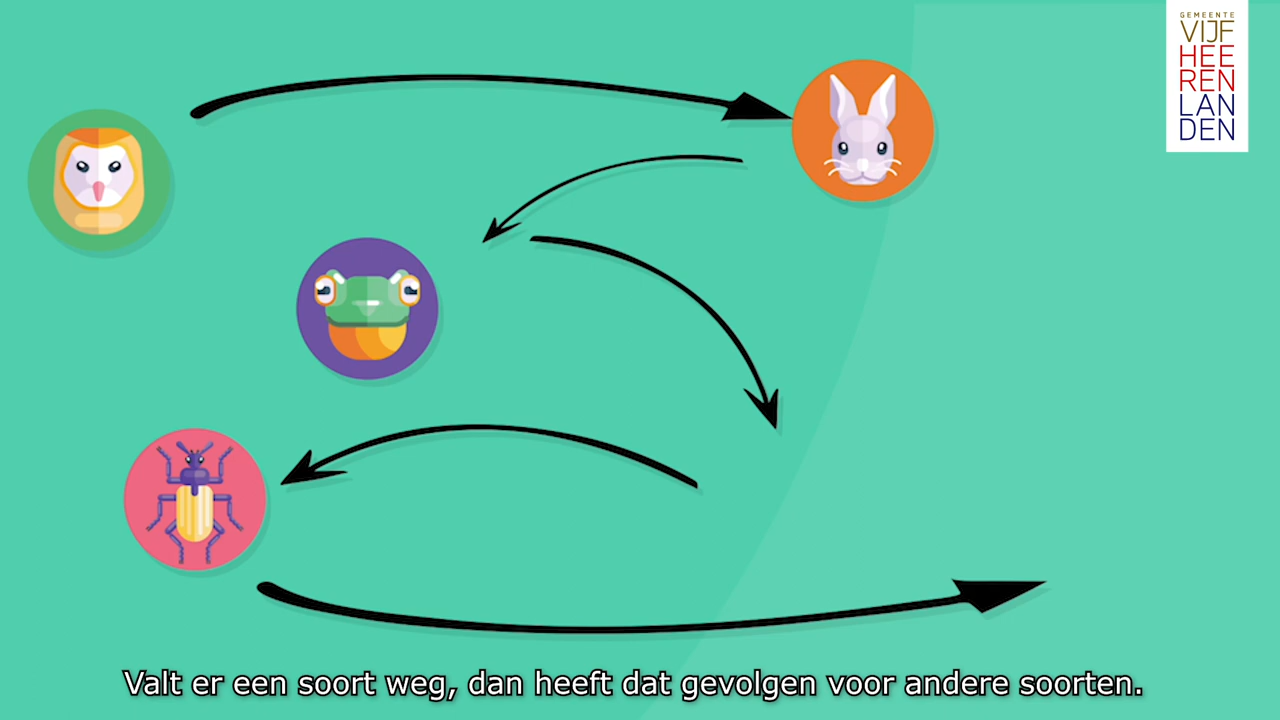 GEMEENTE
VIJF
HEE
REN
LAN
DEN
Valt er een soort weg, dan heeft dat gevolgen voor andere soorten.